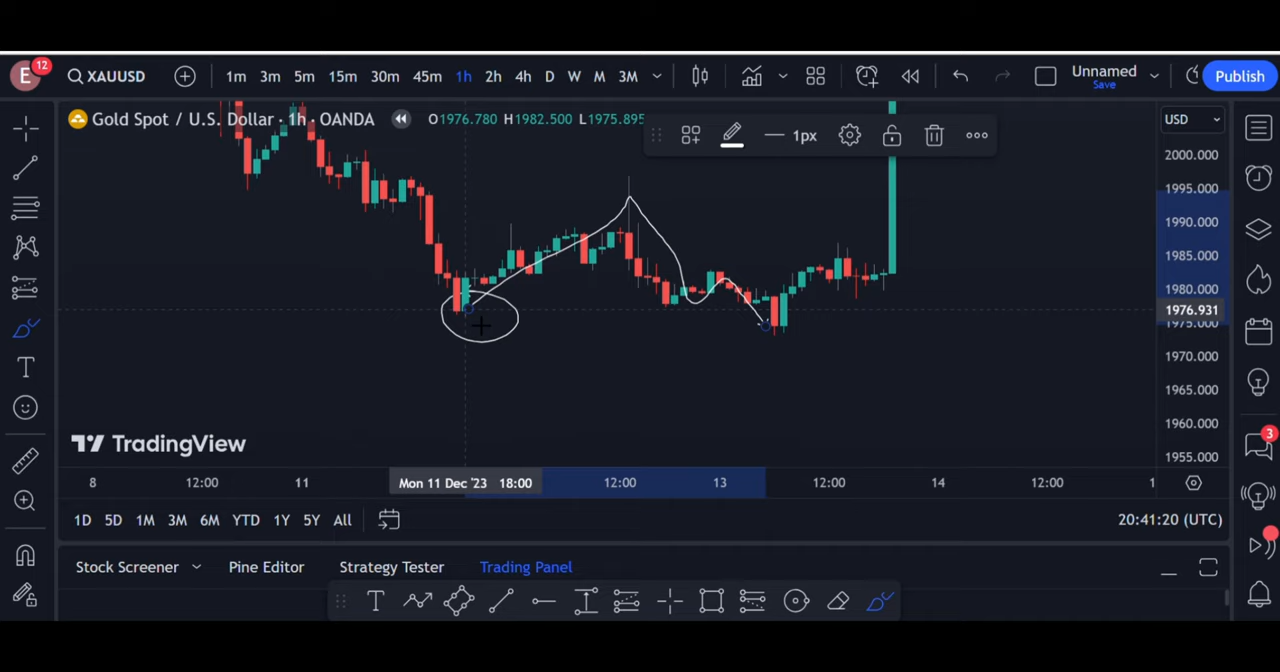 E 12 XAUUSD 1m 3m 5m 15m 30m 45m 1h 2h 4h D W M 3M Unnamed Save Publish
Gold Spot / U.S. Dollar · 1h · OANDA O1976.780 H1982.500 L1975.895
1px
USD
2000.000
1995.000
1990.000
1985.000
1980.000
1976.931
1975.000
1970.000
1965.000
1960.000
1955.000
TradingView
8 12:00 11 Mon 11 Dec '23 18:00 12:00 13 12:00 14 12:00 1
1D 5D 1M 3M 6M YTD 1Y 5Y All 20:41:20 (UTC)
3
Stock Screener Pine Editor Strategy Tester Trading Panel
T